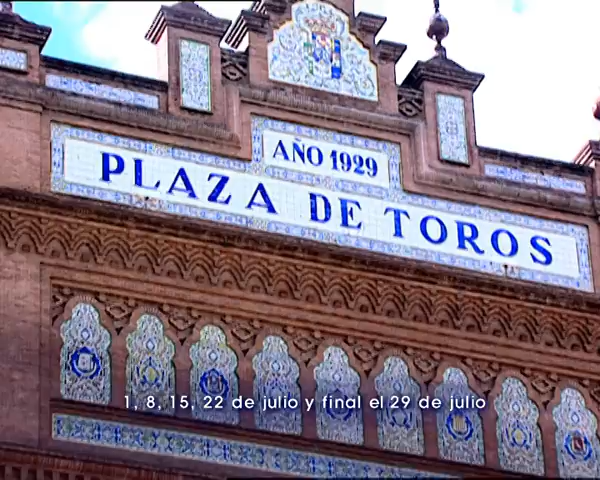 AÑO 1929
PLAZA DE TOROS
1, 8, 15, 22 de julio y final el 29 de julio